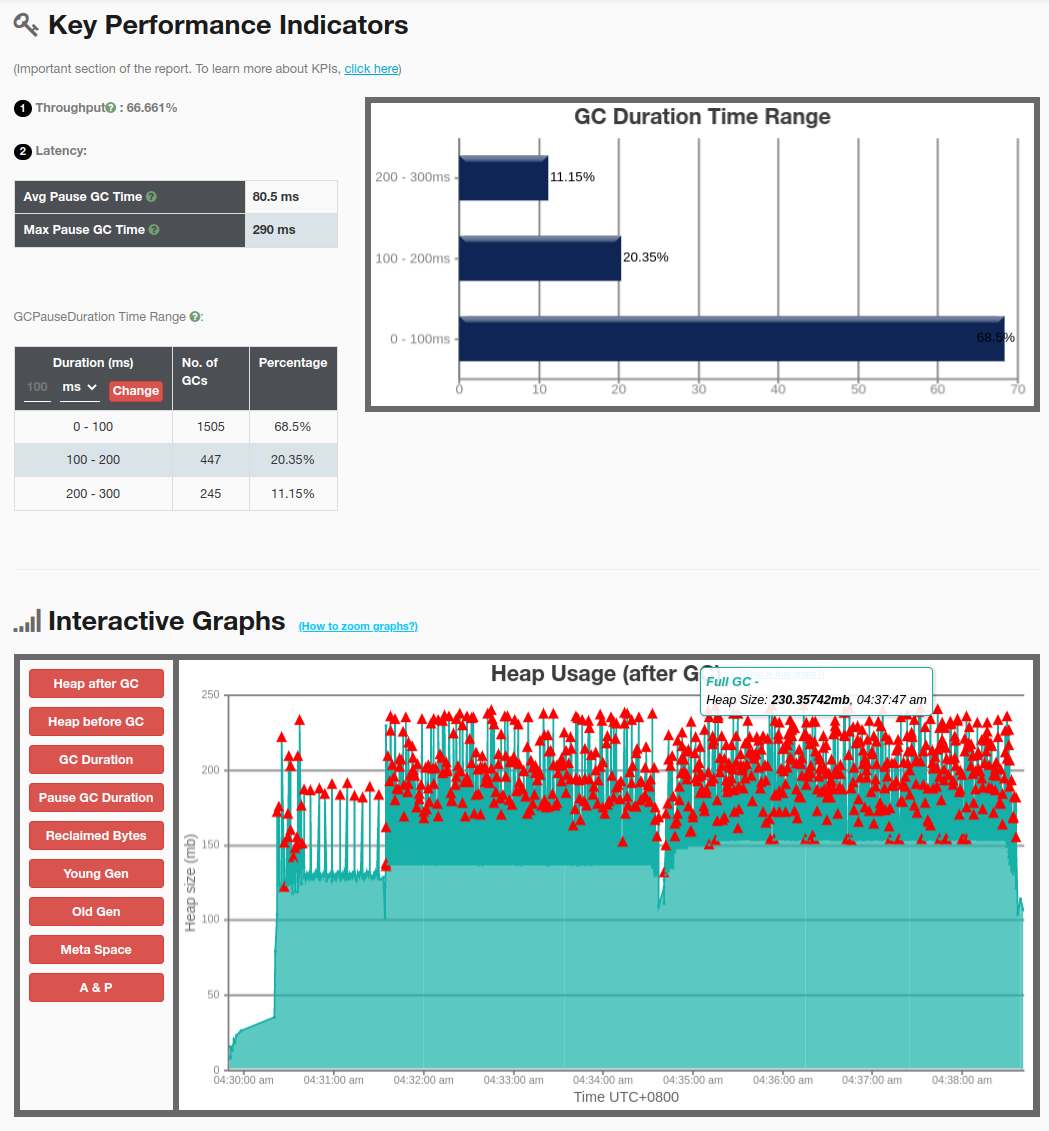 Key Performance Indicators
(Important section of the report. To learn more about KPIs, click here)
1 Throughput : 66.661%
2 Latency:
Avg Pause GC Time 80.5 ms
Max Pause GC Time 290 ms
GCPauseDuration Time Range :
Duration (ms) No. of GCs Percentage
100 ms Change
0 - 100 1505 68.5%
100 - 200 447 20.35%
200 - 300 245 11.15%
GC Duration Time Range
200 - 300ms 11.15%
100 - 200ms 20.35%
0 - 100ms 68.5%
0 10 20 30 40 50 60 70
Interactive Graphs (How to zoom graphs?)
Heap after GC
Heap before GC
GC Duration
Pause GC Duration
Reclaimed Bytes
Young Gen
Old Gen
Meta Space
A & P
Heap Usage (after GC)
Full GC -
Heap Size: 230.35742mb, 04:37:47 am
Heap size (mb)
250
200
150
100
50
0
04:30:00 am 04:31:00 am 04:32:00 am 04:33:00 am 04:34:00 am 04:35:00 am 04:36:00 am 04:37:00 am 04:38:00 am
Time UTC+0800